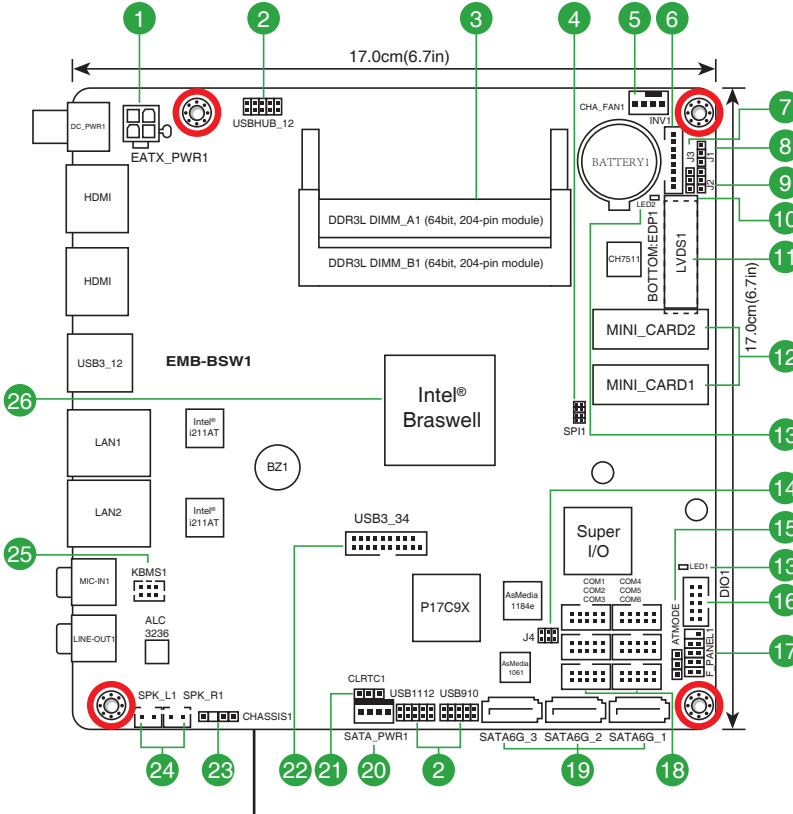 1
2
3
4
5
6
17.0cm(6.7in)
DC_PWR1
EATX_PWR1
USBHUB_12
CHA_FAN1
INV1
7
J3
J1
8
BATTERY1
J2
9
HDMI
LED2
10
DDR3L DIMM_A1 (64bit, 204-pin module)
DDR3L DIMM_B1 (64bit, 204-pin module)
BOTTOM:EDP1
LVDS1
11
CH7511
HDMI
17.0cm(6.7in)
MINI_CARD2
12
USB3_12
EMB-BSW1
MINI_CARD1
26
Intel®
Braswell
SPI1
13
LAN1
Intel®
i211AT
BZ1
14
LAN2
Intel®
i211AT
USB3_34
Super
I/O
15
25
22
KBMS1
LED1
13
MIC-IN1
P17C9X
AsMedia
1184e
COM1
COM2
COM3
COM4
COM5
COM6
ATMODE
DIO1
16
ALC
3236
LINE-OUT1
J4
F_PANEL1
17
AsMedia
1061
CLRTC1
SPK_L1
SPK_R1
CHASSIS1
USB1112
USB910
SATA_PWR1
SATA6G_3
SATA6G_2
SATA6G_1
24
23
22
21
20
2
19
18